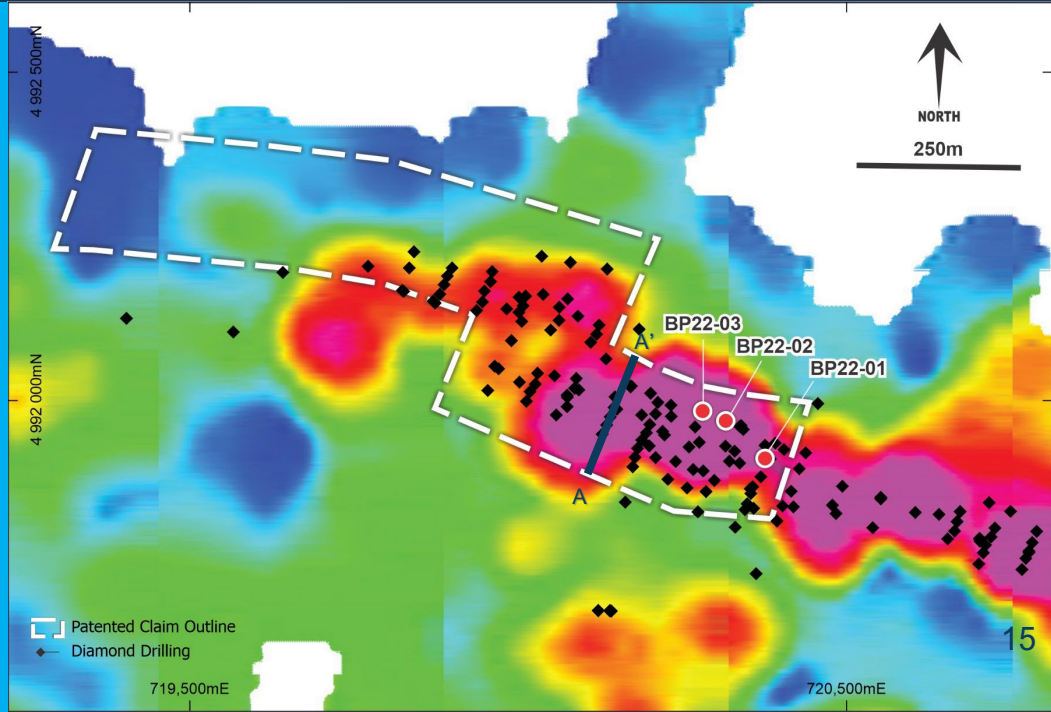 4 992 500mN
NORTH
250m
BP22-03
A'
BP22-02
BP22-01
4 992 000mN
A
Patented Claim Outline
Diamond Drilling
15
719,500mE
720,500mE